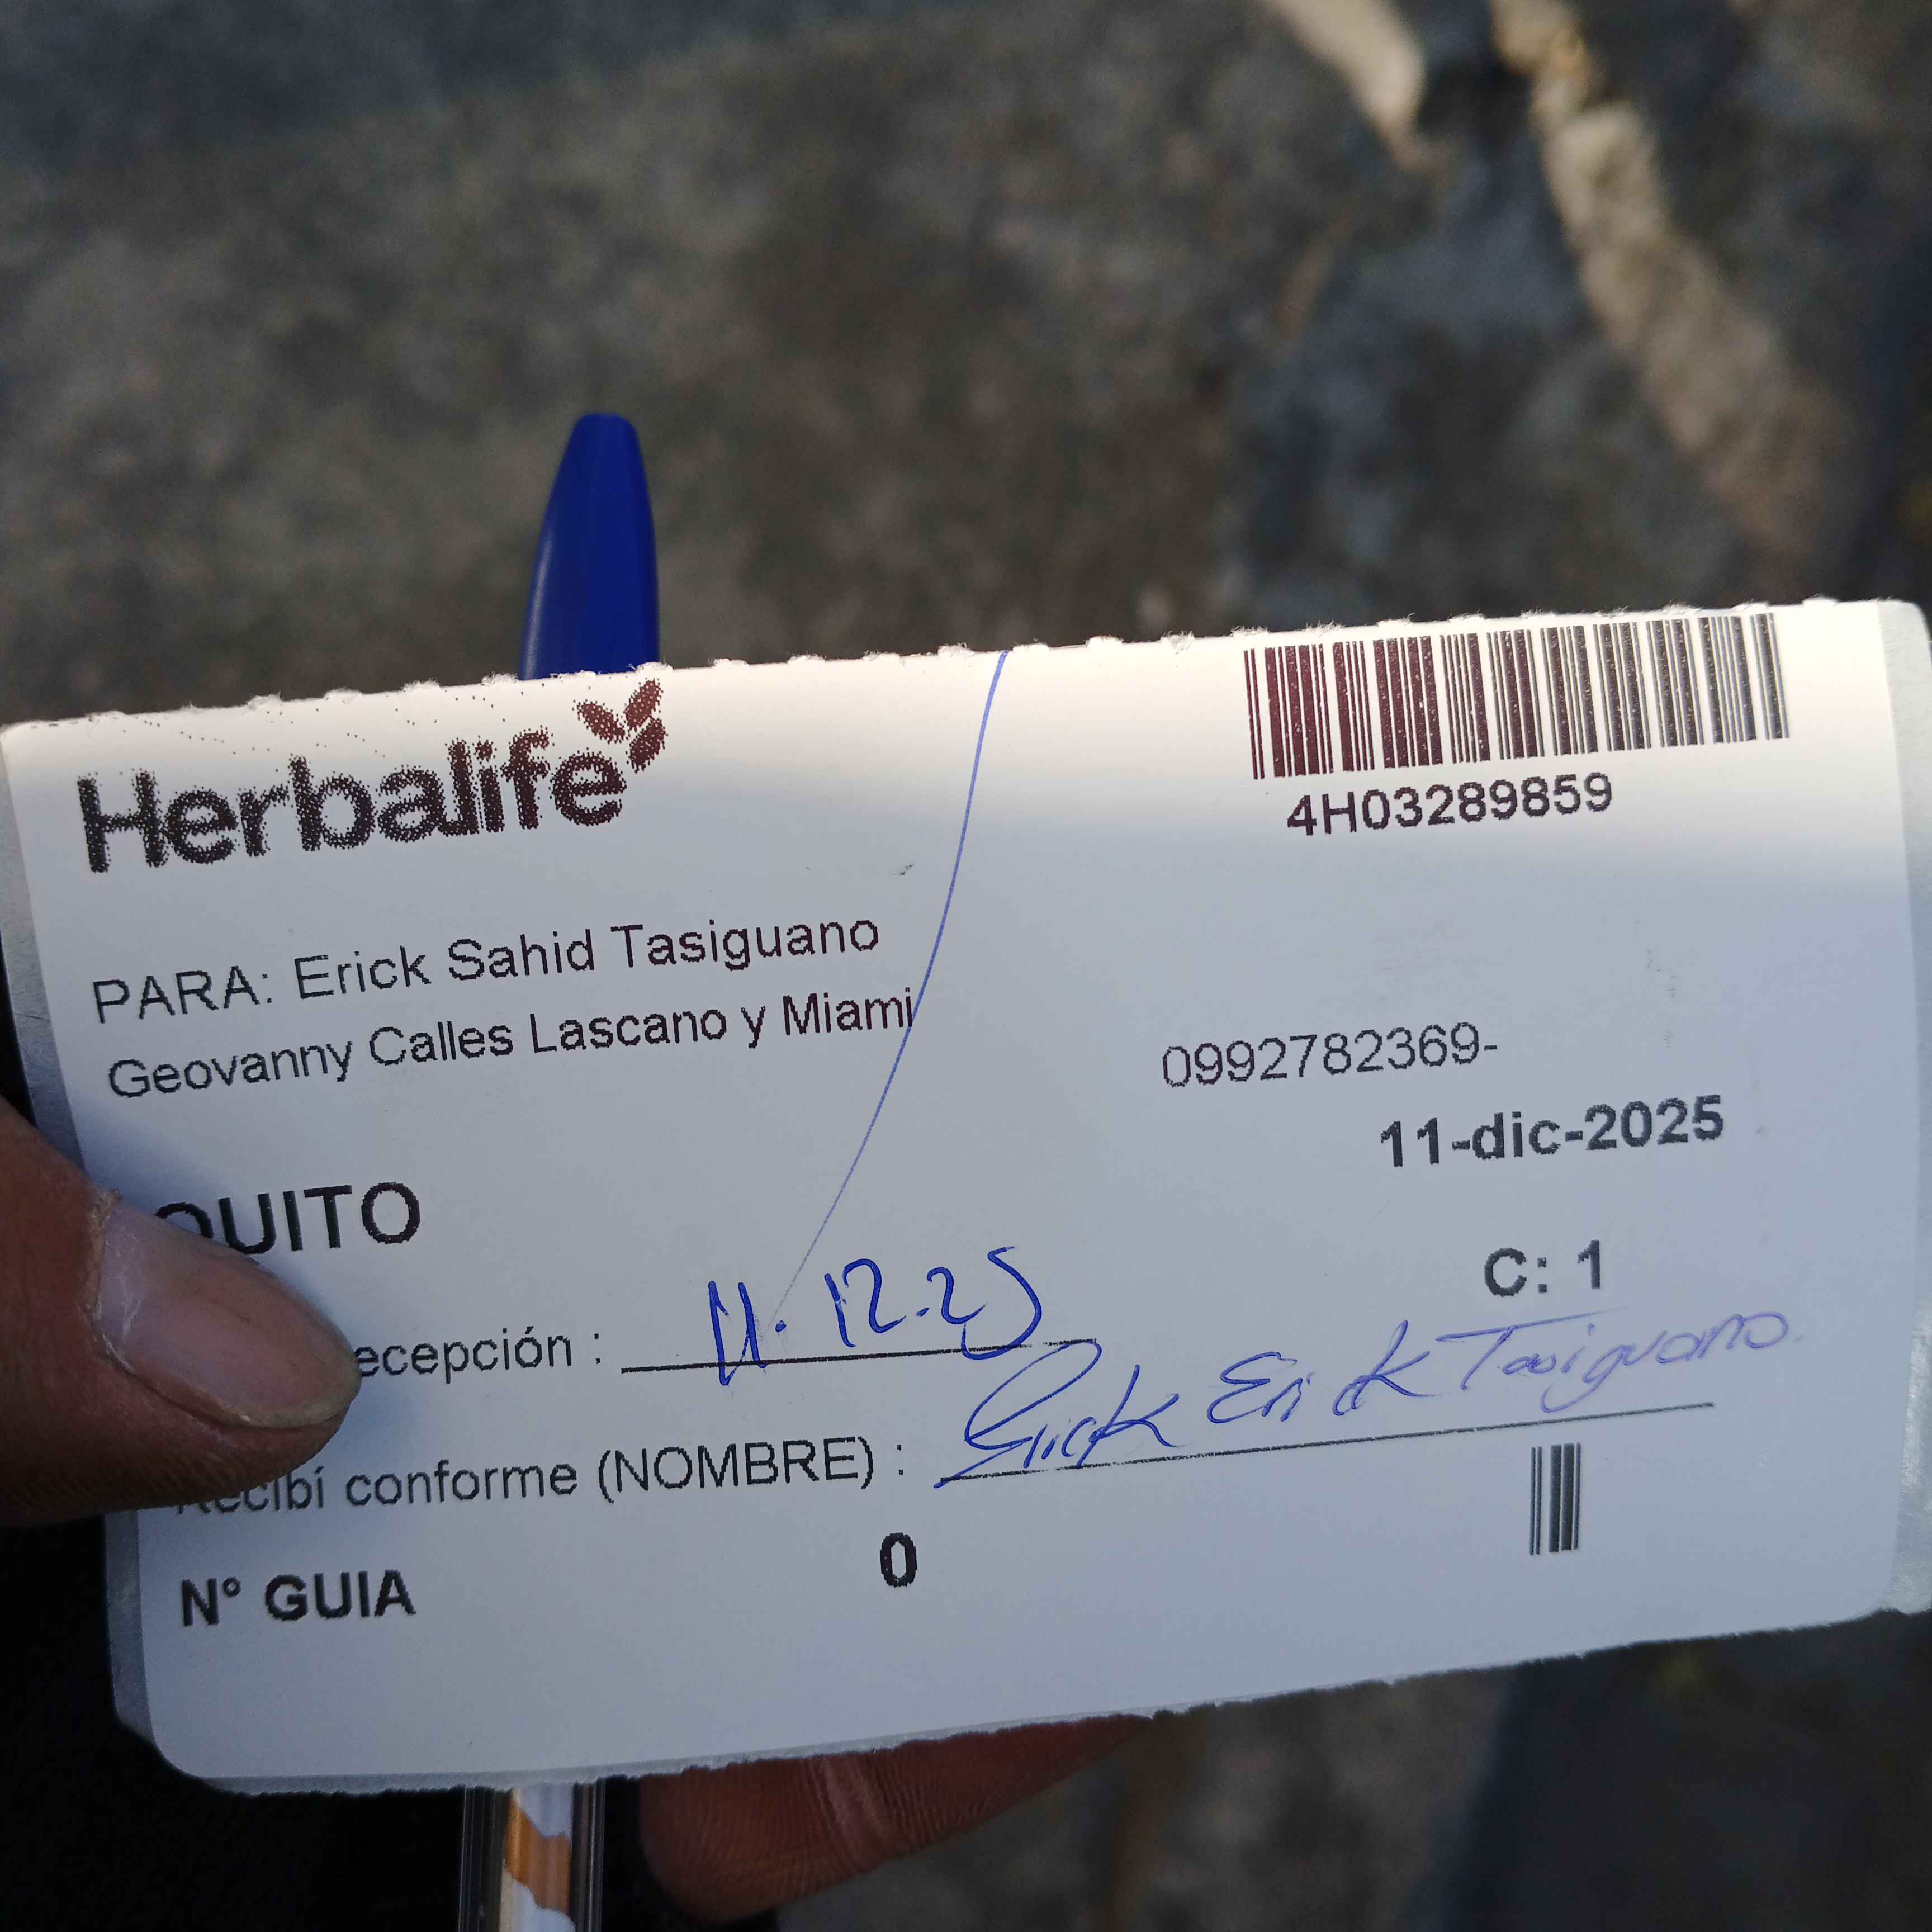 Herbalife
4H03289859
PARA: Erick Sahid Tasiguano
Geovanny Calles Lascano y Miami
0992782369-
11-dic-2025
QUITO
C: 1
ecepción : 11.12.25
Recibí conforme (NOMBRE) : Erick Erick Tasiguano
N° GUIA 0